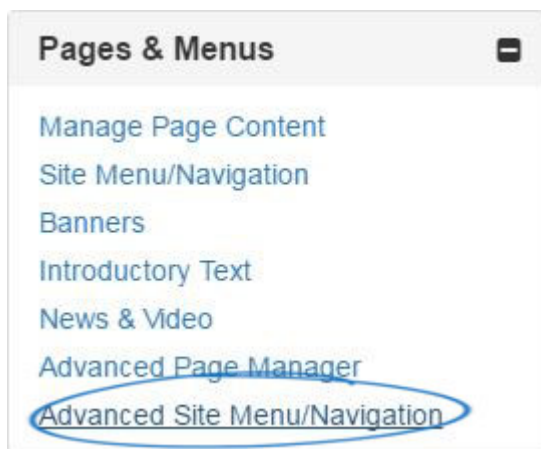 Pages & Menus
Manage Page Content
Site Menu/Navigation
Banners
Introductory Text
News & Video
Advanced Page Manager
Advanced Site Menu/Navigation